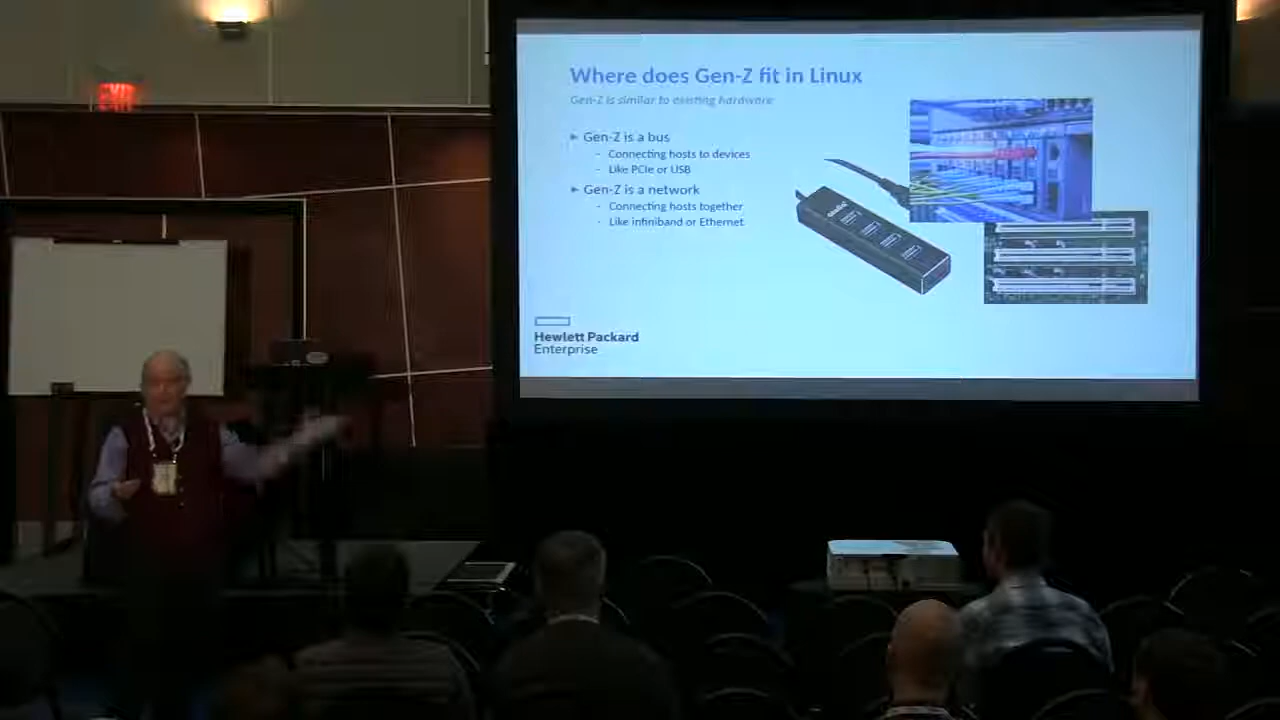 Where does Gen-Z fit in Linux
Gen-Z is similar to existing hardware
► Gen-Z is a bus
- Connecting hosts to devices
- Like PCIe or USB
► Gen-Z is a network
- Connecting hosts together
- Like infiniband or Ethernet
Hewlett Packard
Enterprise